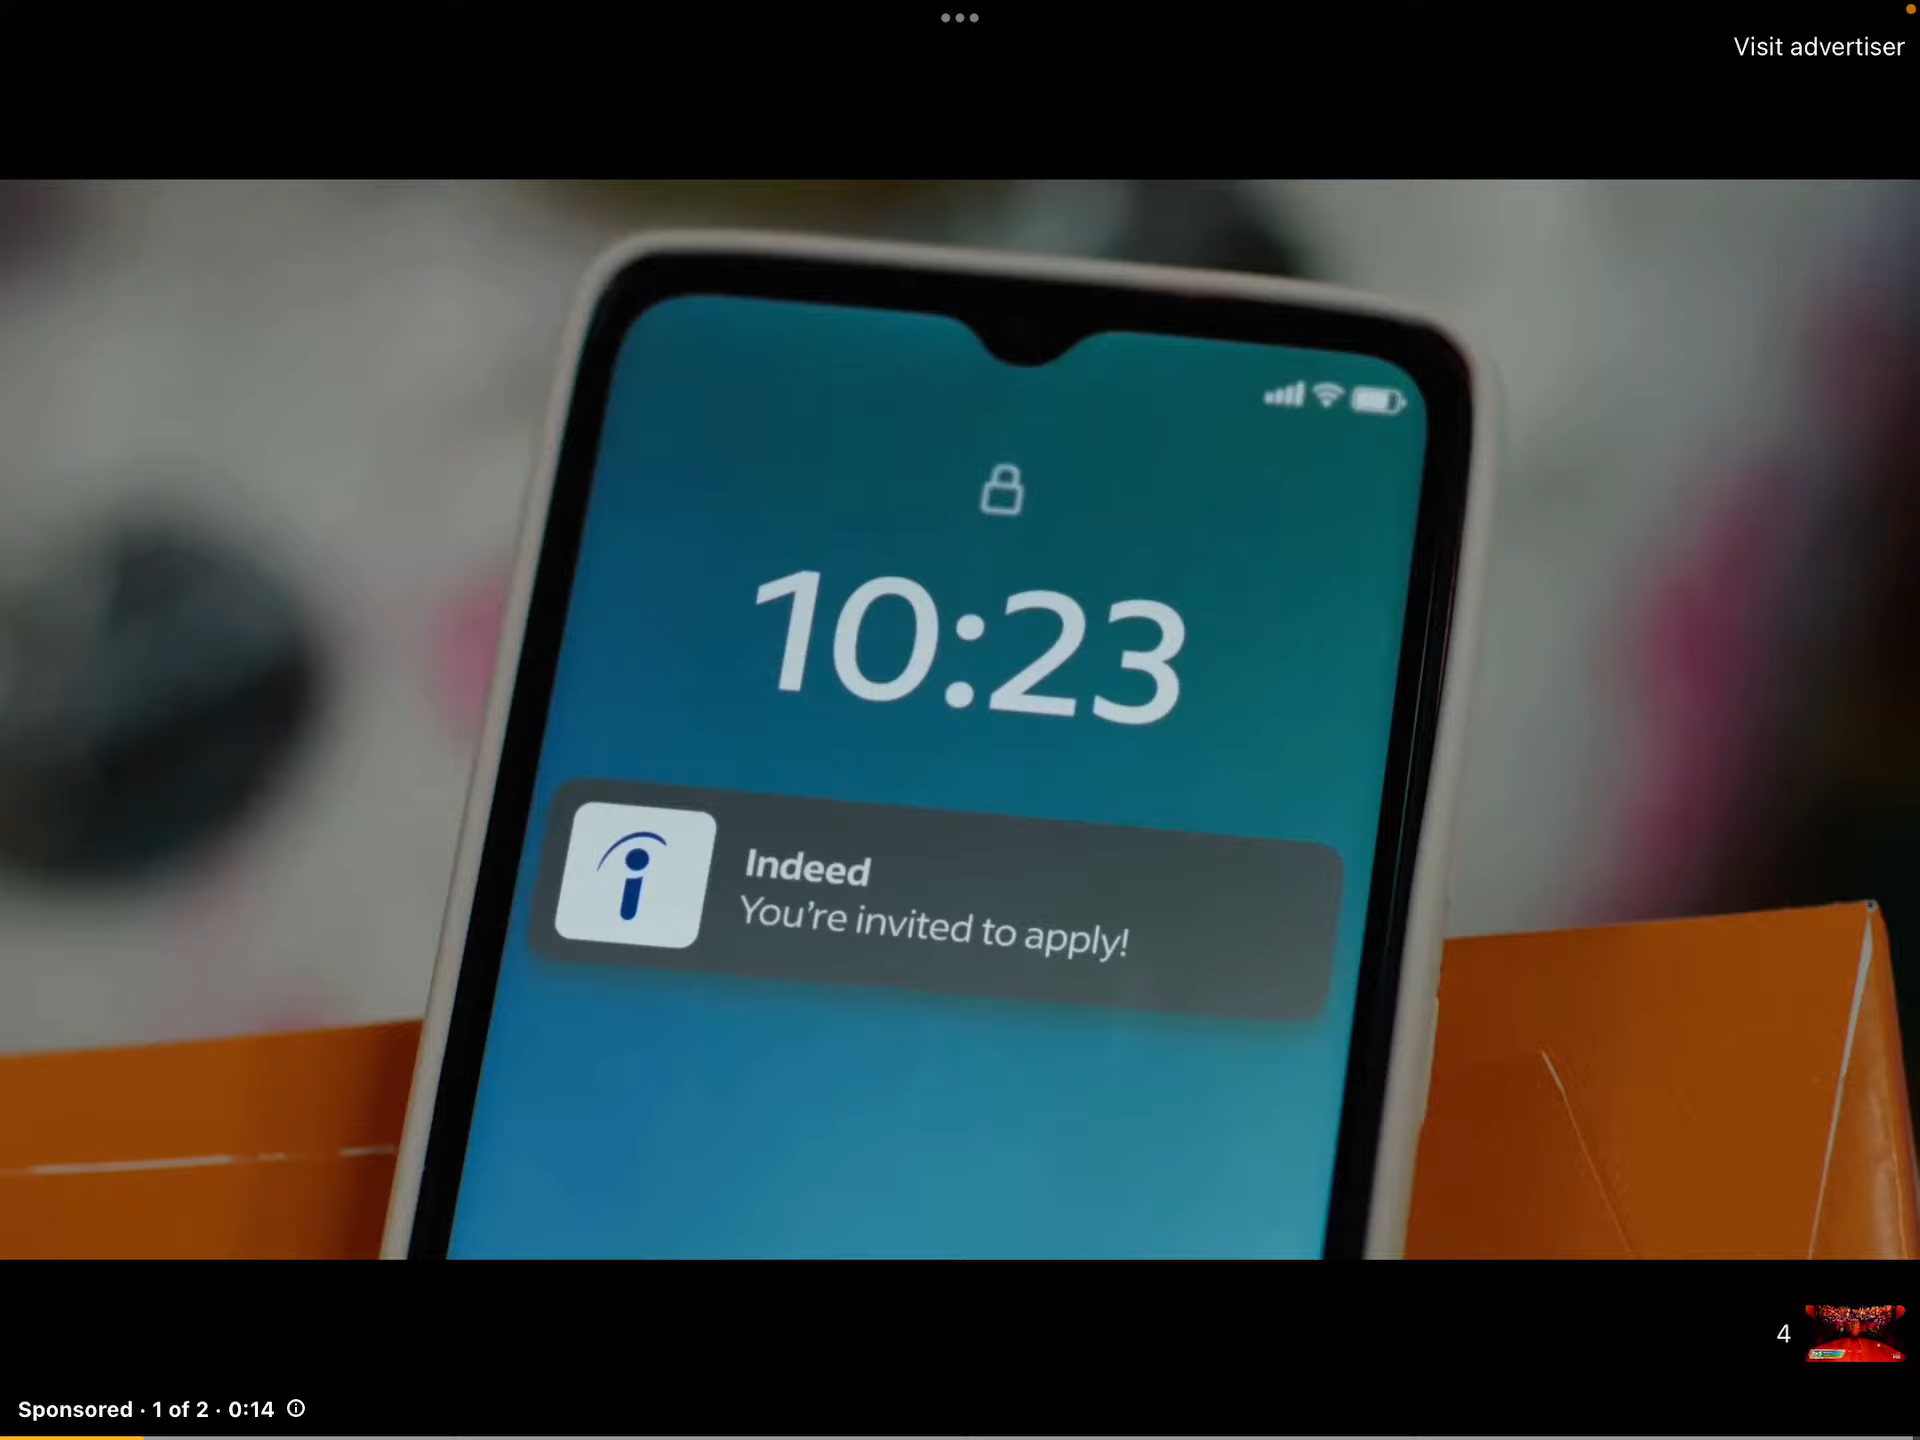 Visit advertiser
10:23
Indeed
You're invited to apply!
4
Sponsored · 1 of 2 · 0:14